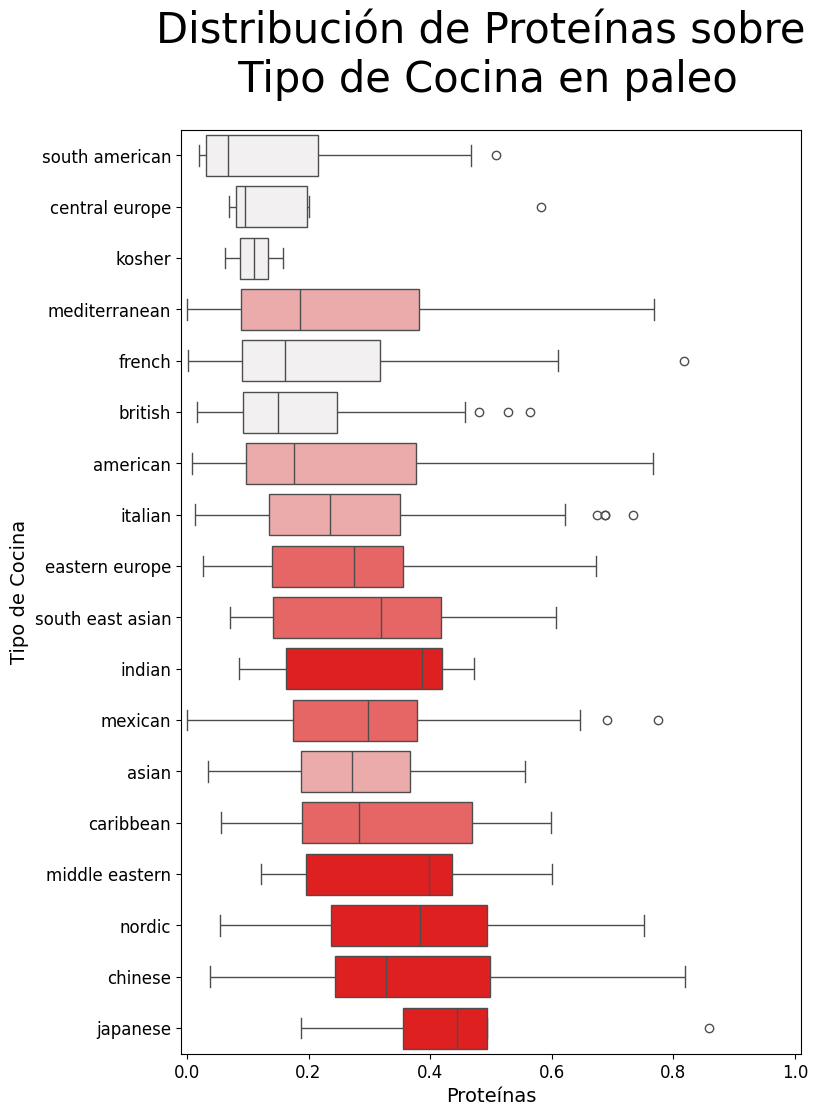 Distribución de Proteínas sobre
Tipo de Cocina en paleo
south american
central europe
kosher
mediterranean
french
british
american
italian
eastern europe
south east asian
indian
mexican
asian
caribbean
middle eastern
nordic
chinese
japanese
Tipo de Cocina
0.0 0.2 0.4 0.6 0.8 1.0
Proteínas